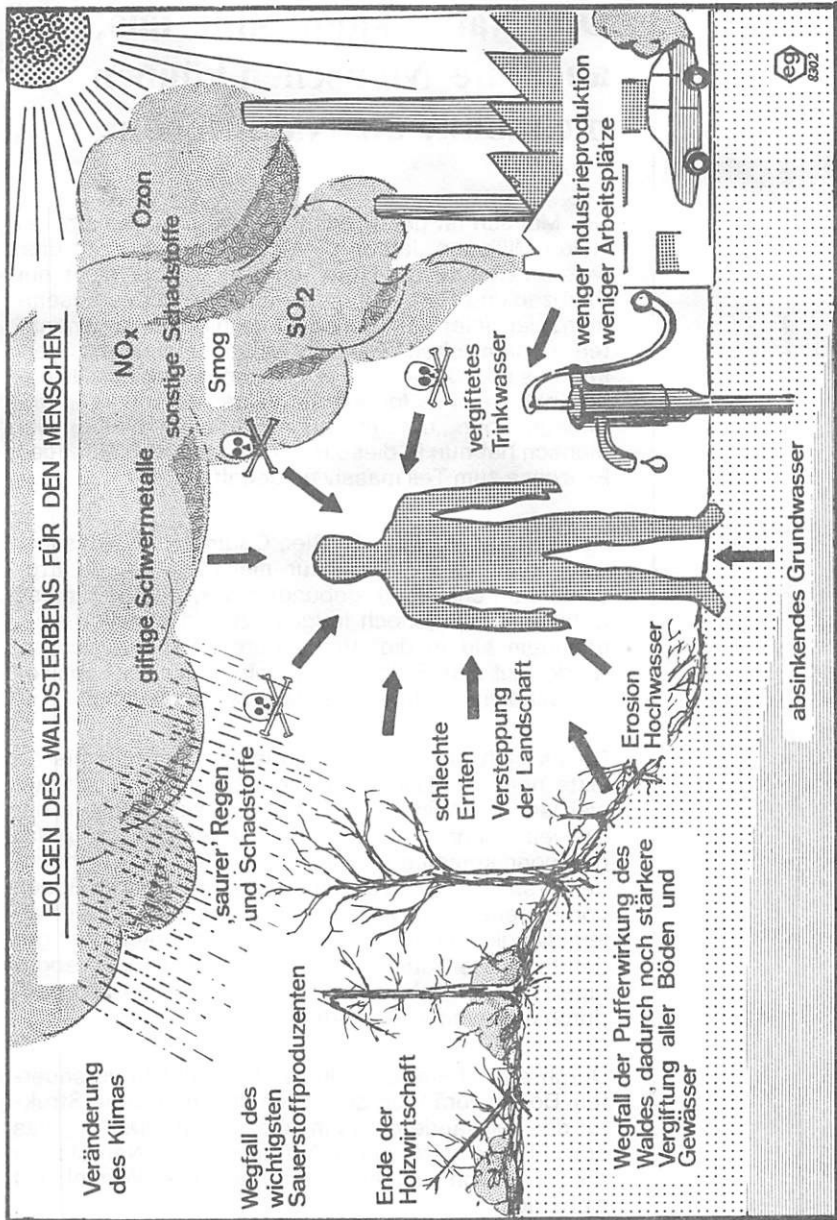 FOLGEN DES WALDSTERBENS FÜR DEN MENSCHEN
Veränderung
des Klimas
NOx
Ozon
sonstige Schadstoffe
giftige Schwermetalle
Smog
SO2
„saurer' Regen
und Schadstoffe
Wegfall des
wichtigsten
Sauerstoffproduzenten
Ende der
Holzwirtschaft
schlechte
Ernten
Versteppung
der Landschaft
vergiftetes
Trinkwasser
weniger Industrieproduktion
weniger Arbeitsplätze
Erosion
Hochwasser
Wegfall der Pufferwirkung des
Waldes, dadurch noch stärkere
Vergiftung aller Böden und
Gewässer
absinkendes Grundwasser
eg
8302